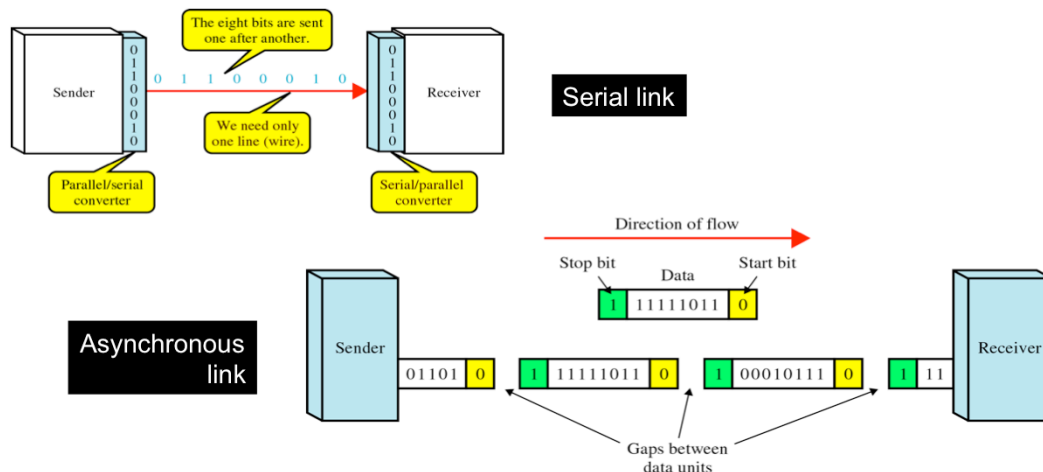 The eight bits are sent
one after another.
0 1 1 0 0 0 1 0
Sender
0
1
1
0
0
0
1
0
0
1
1
0
0
0
1
0
Receiver
We need only
one line (wire).
Parallel/serial
converter
Serial/parallel
converter
Serial link
Direction of flow
Stop bit
Data
Start bit
1 11111011 0
Asynchronous
link
Sender
01101 0
1 11111011 0
1 00010111 0
1 11
Receiver
Gaps between
data units